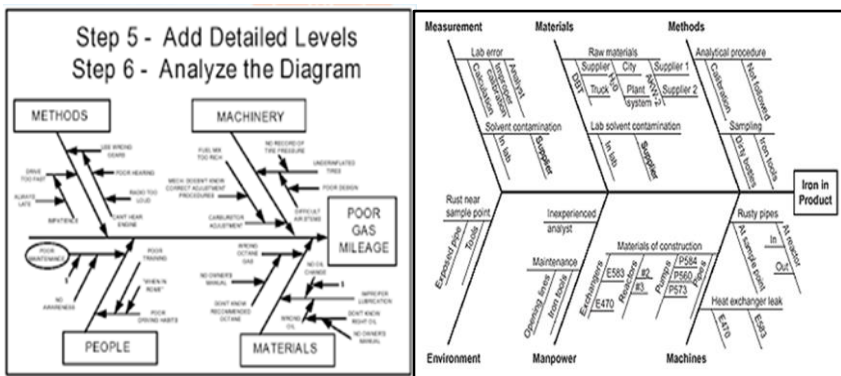 Step 5 - Add Detailed Levels
Step 6 - Analyze the Diagram
METHODS
MACHINERY
USE WRONG
GEARS
DRIVE
TOO FAST
POOR HEARING
ALWAYS
LATE
RADIO TOO
LOUD
IMPATIENCE
CAN'T HEAR
ENGINE
FUEL MIX
TOO RICH
NO RECORD OF
TIRE PRESSURE
UNDERINFLATED
TIRES
MECH. DOESN'T KNOW
CORRECT ADJUSTMENT
PROCEDURES
POOR DESIGN
CARBURETOR
ADJUSTMENT
DIFFICULT
AIR STEMS
POOR
GAS
MILEAGE
POOR
MAINTENANCE
POOR
TRAINING
NO
AWARENESS
"WHEN IN
ROME"
POOR
DRIVING HABITS
WRONG
OCTANE
GAS
NO OWNER'S
MANUAL
DON'T KNOW
RECOMMENDED
OCTANE
NO OIL
CHANGE
IMPROPER
LUBRICATION
WRONG
OIL
DON'T KNOW
RIGHT OIL
NO OWNER'S
MANUAL
PEOPLE
MATERIALS
Measurement
Materials
Methods
Lab error
Calculation
Improper
calibration
Analyst
Solvent contamination
In lab
Supplier
Raw materials
Supplier
City
Supplier 1
DBT
H2O
Truck
Plant
system
Supplier 2
Lab solvent contamination
In lab
Supplier
Analytical procedure
Calibration
Not followed
Sampling
Dirty bottles
Iron tools
Iron in
Product
Rust near
sample point
Exposed pipe
Tools
Inexperienced
analyst
Maintenance
Opening lines
Iron tools
Materials of construction
Exchangers
E583
E470
Reactors
#2
#3
Pumps
P584
P560
P573
Pipes
Rusty pipes
At sample point
At reactor
In
Out
Heat exchanger leak
E470
E583
Environment
Manpower
Machines